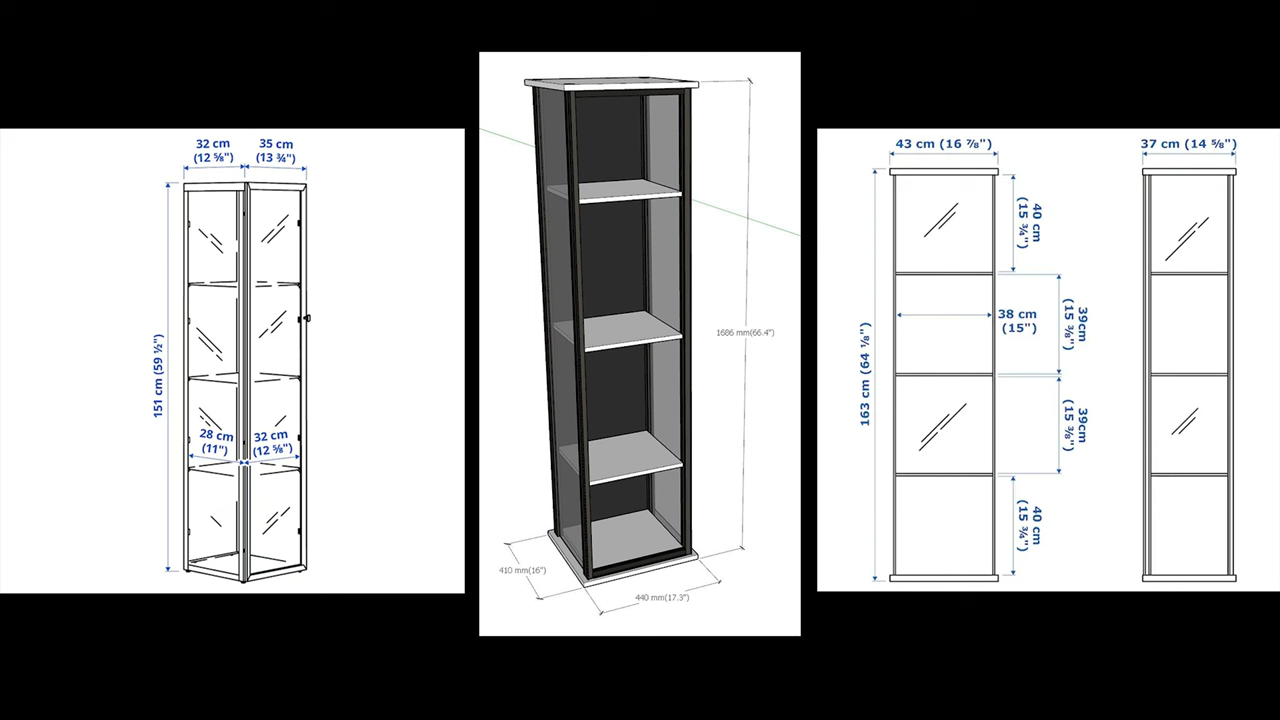 32 cm
(12 ⅝")
35 cm
(13 ¾")
151 cm (59 ½")
28 cm
(11")
32 cm
(12 ⅝")
1686 mm(66.4")
410 mm(16")
440 mm(17.3")
43 cm (16 ⅞")
37 cm (14 ⅝")
40 cm
(15 ¾")
38 cm
(15")
39cm
(15 ⅜")
163 cm (64 ⅛")
39cm
(15 ⅜")
40 cm
(15 ¾")